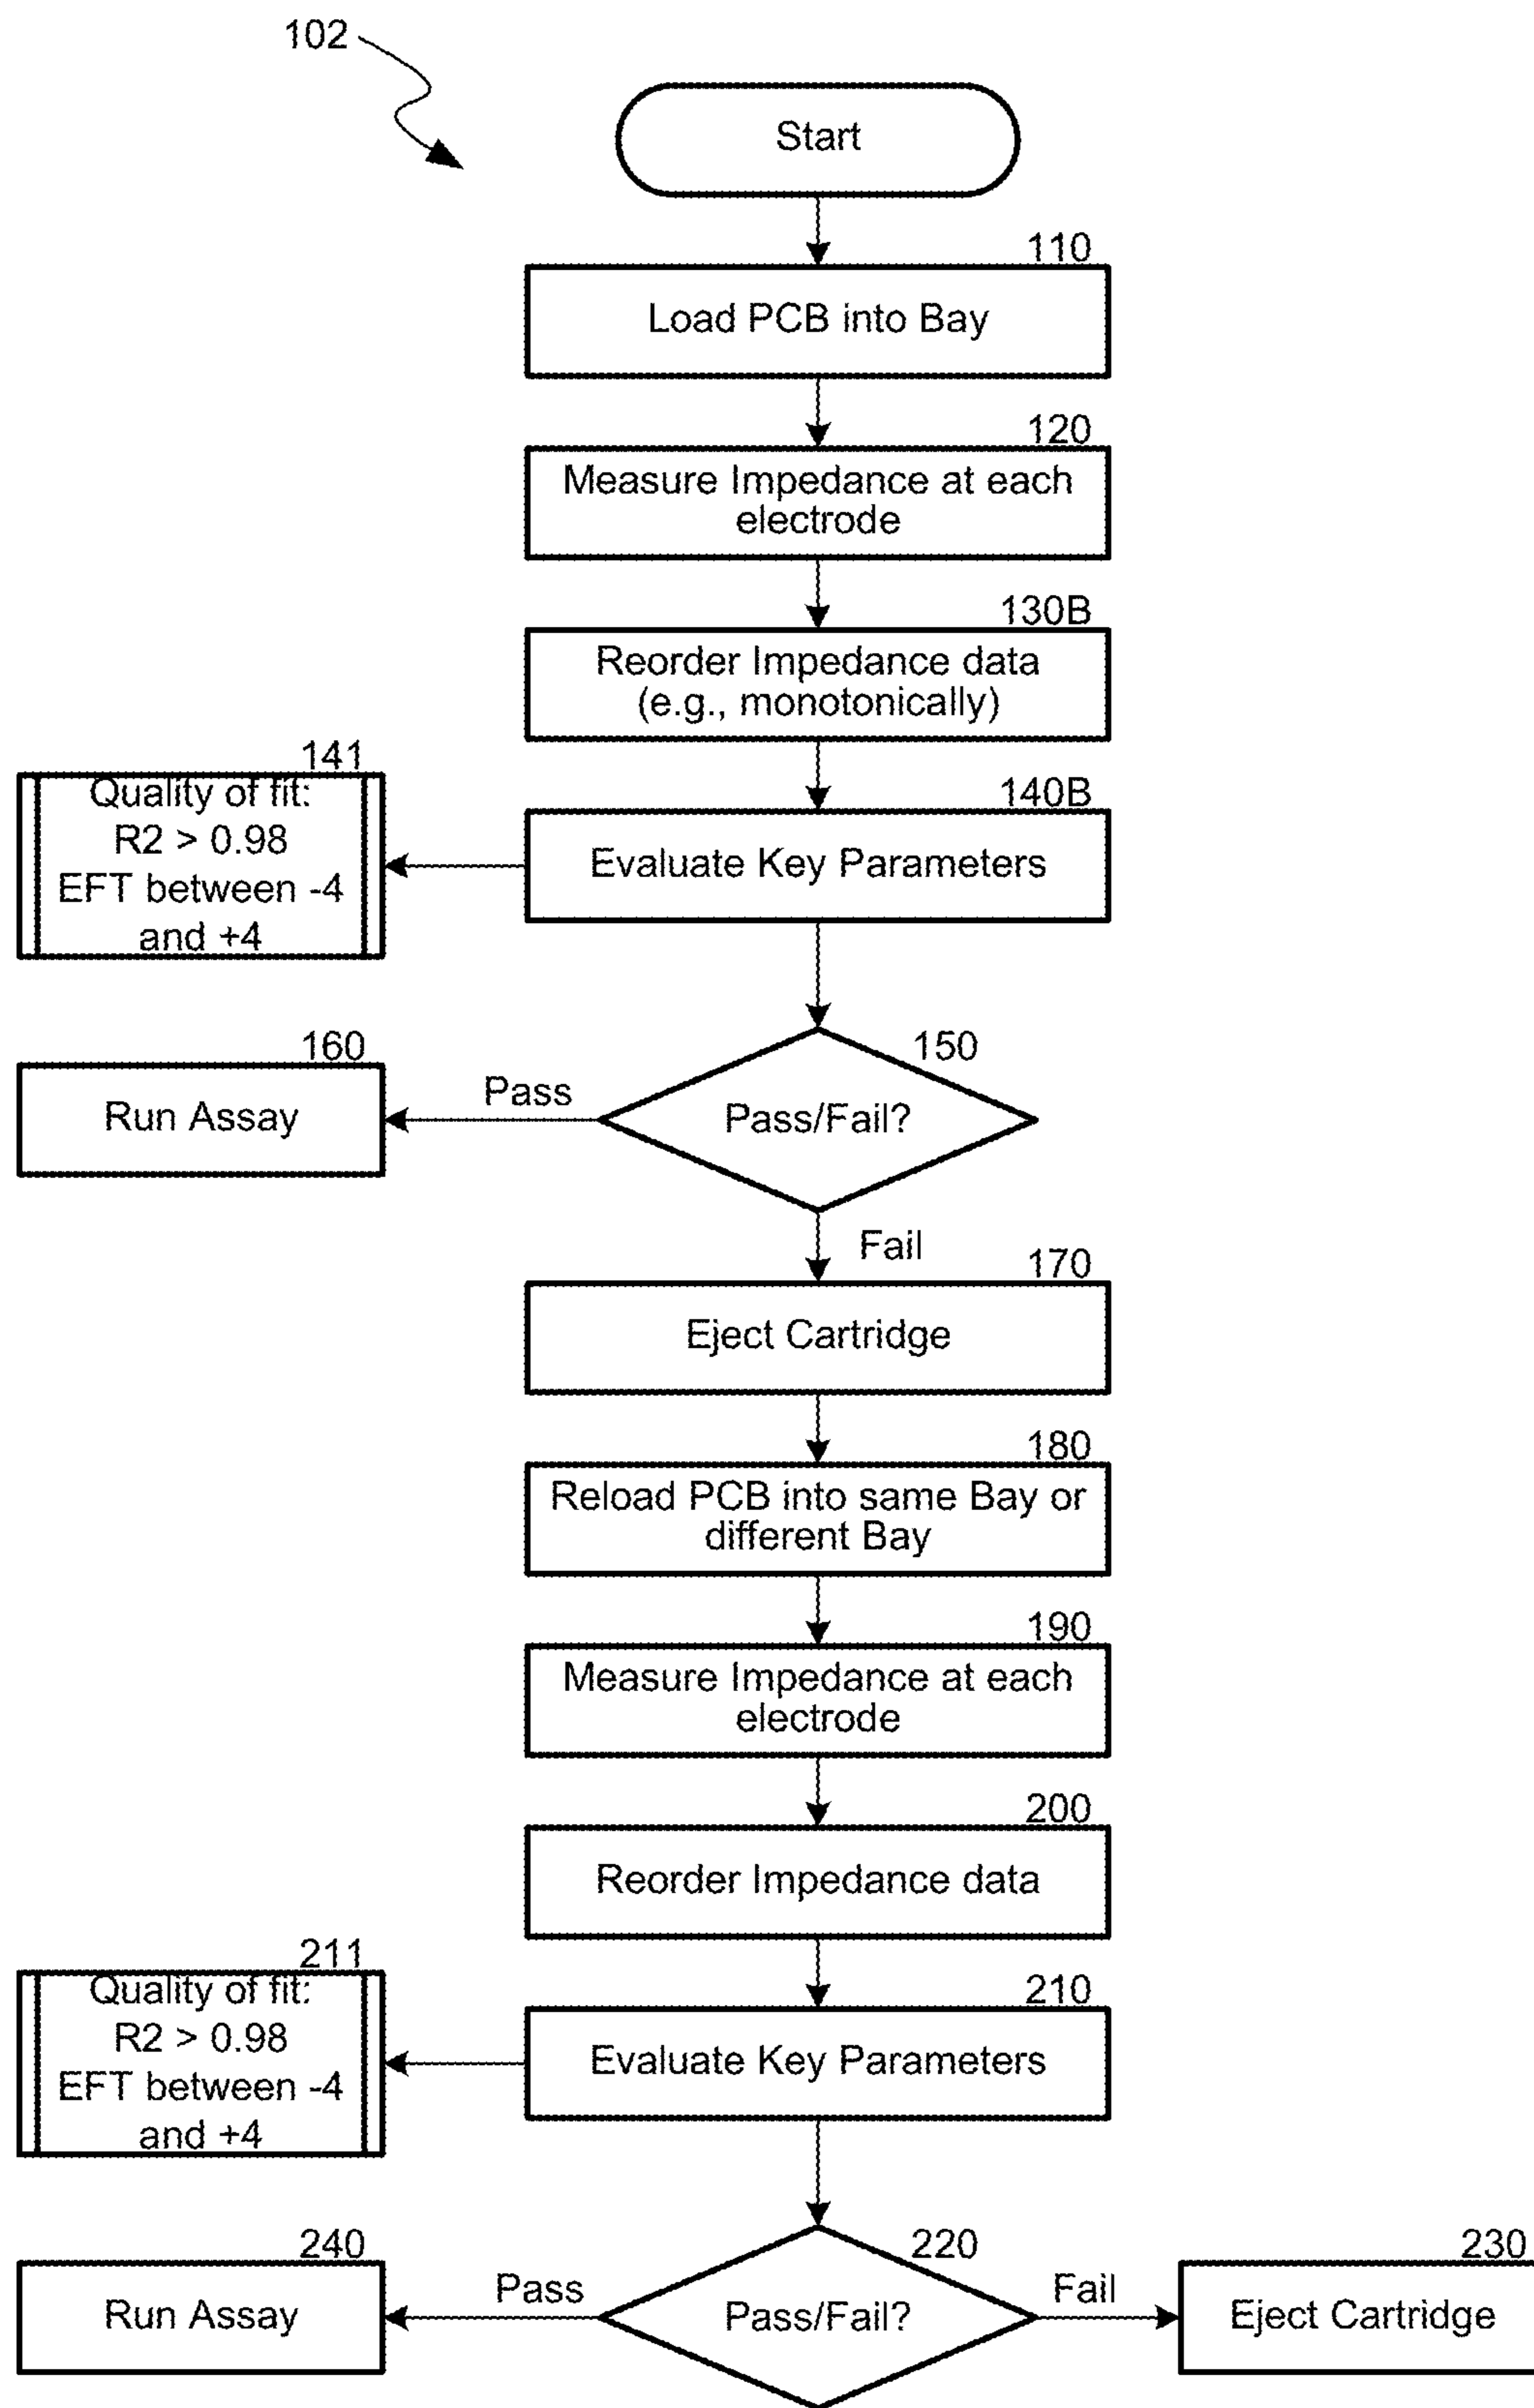 102
Start
110
Load PCB into Bay
120
Measure Impedance at each
electrode
130B
Reorder Impedance data
(e.g., monotonically)
141
Quality of fit:
R2 > 0.98
EFT between -4
and +4
140B
Evaluate Key Parameters
150
Pass/Fail?
Pass
160
Run Assay
Fail
170
Eject Cartridge
180
Reload PCB into same Bay or
different Bay
190
Measure Impedance at each
electrode
200
Reorder Impedance data
211
Quality of fit:
R2 > 0.98
EFT between -4
and +4
210
Evaluate Key Parameters
220
Pass/Fail?
Pass
240
Run Assay
Fail
230
Eject Cartridge